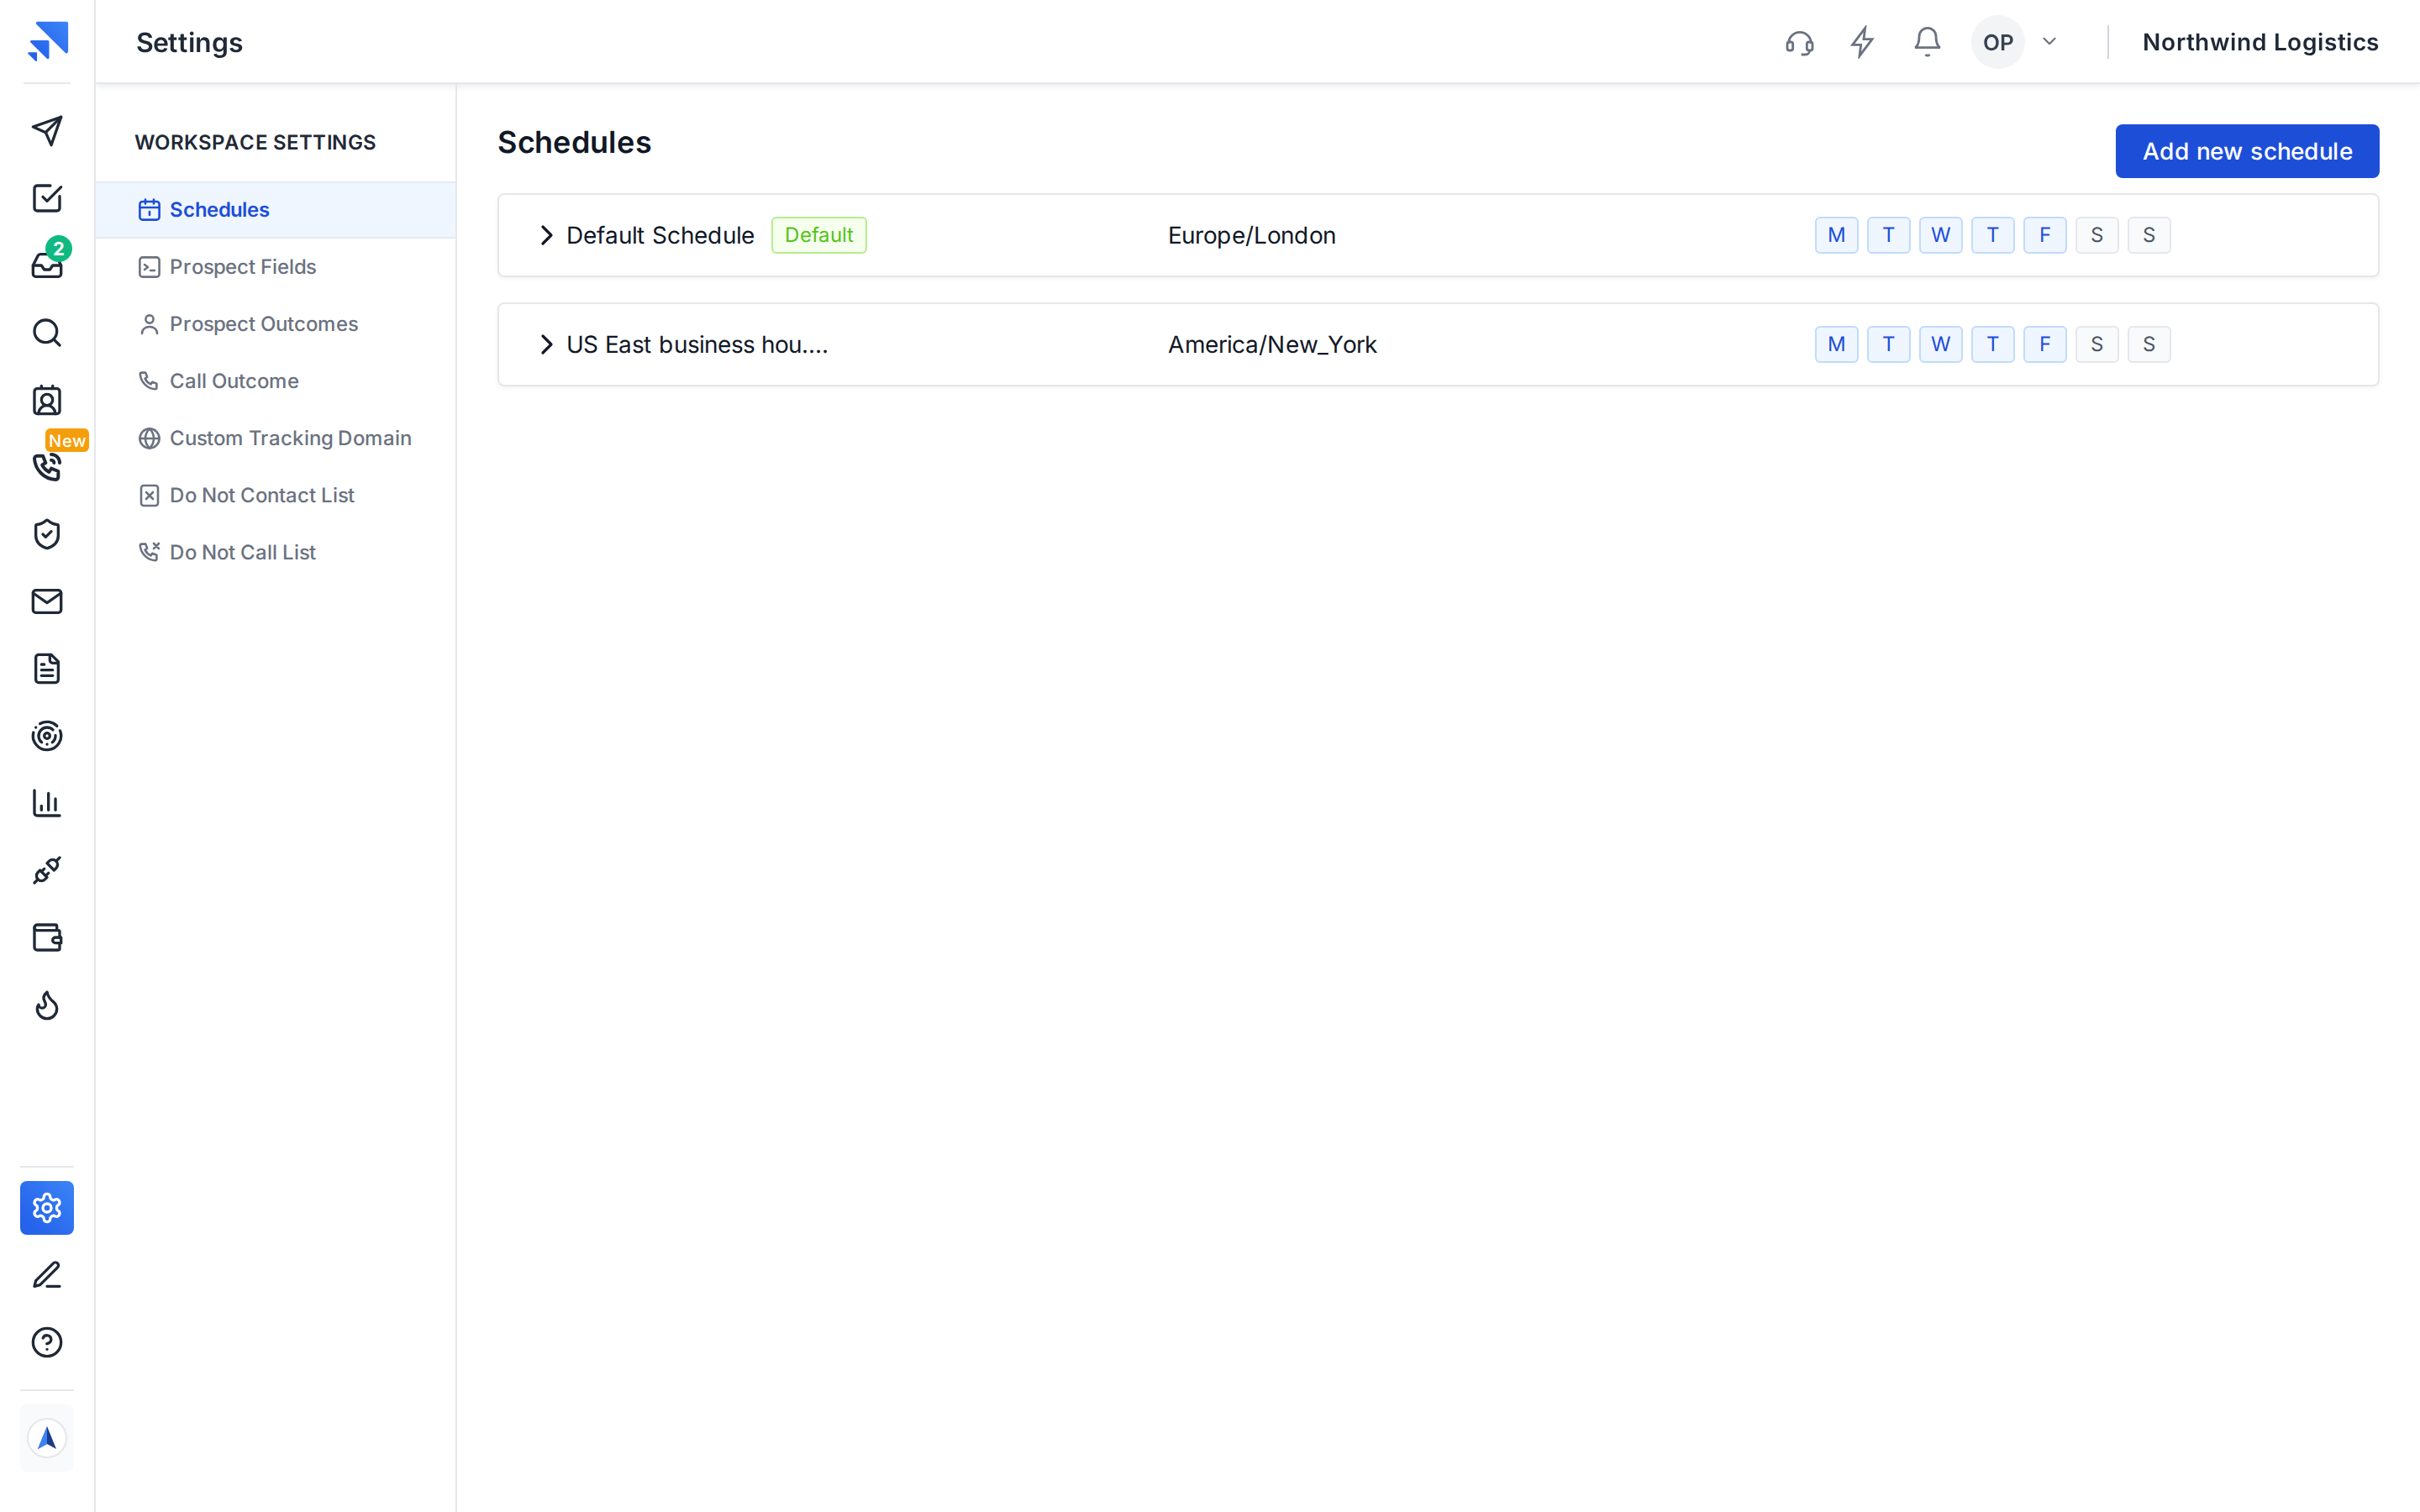 Settings
OP
Northwind Logistics
WORKSPACE SETTINGS
Schedules
Prospect Fields
Prospect Outcomes
Call Outcome
Custom Tracking Domain
Do Not Contact List
Do Not Call List
2
New
Schedules
Add new schedule
Default Schedule Default Europe/London M T W T F S S
US East business hou.... America/New_York M T W T F S S